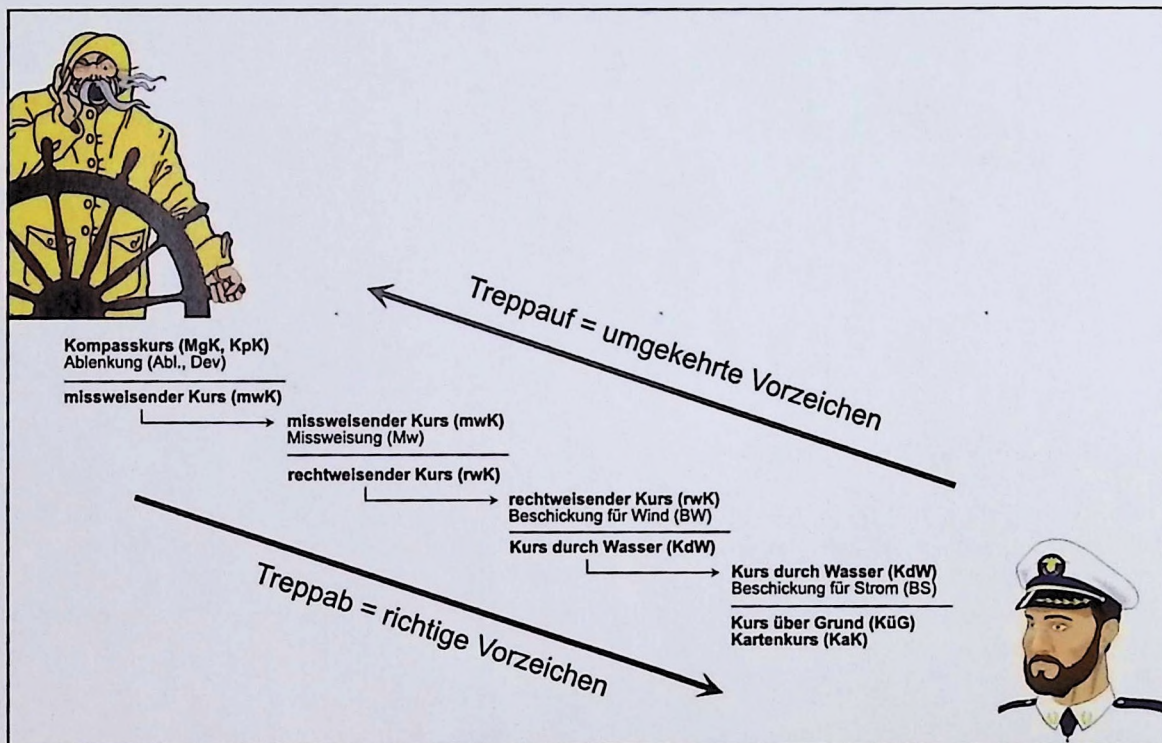 Treppauf = umgekehrte Vorzeichen
Kompasskurs (MgK, KpK)
Ablenkung (Abl., Dev)
missweisender Kurs (mwK)
missweisender Kurs (mwK)
Missweisung (Mw)
rechtweisender Kurs (rwK)
rechtweisender Kurs (rwK)
Beschickung für Wind (BW)
Kurs durch Wasser (KdW)
Kurs durch Wasser (KdW)
Beschickung für Strom (BS)
Kurs über Grund (KüG)
Kartenkurs (KaK)
Treppab = richtige Vorzeichen